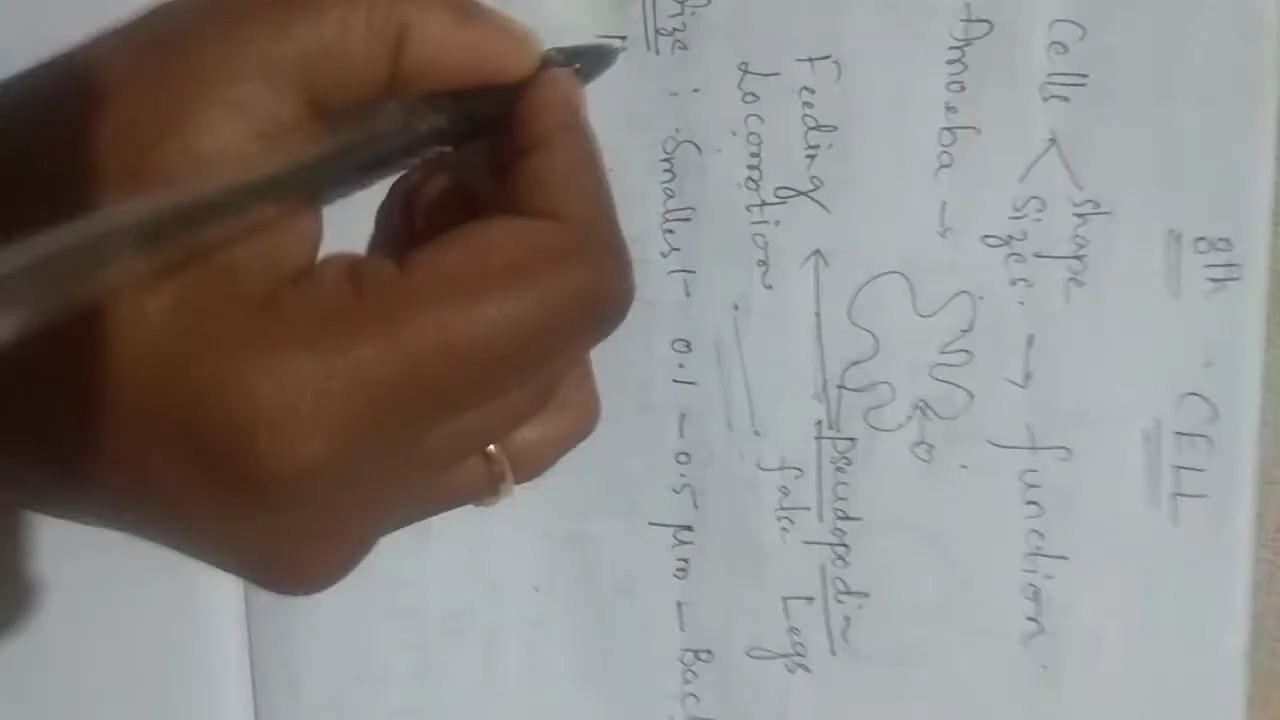 8th CELL
Cells shape
Sizes. → function.
Amoeba →
Feeding ← Pseudopodia
Locomotion false Legs
Size : Smallest 0.1 - 0.5 µm - Bact